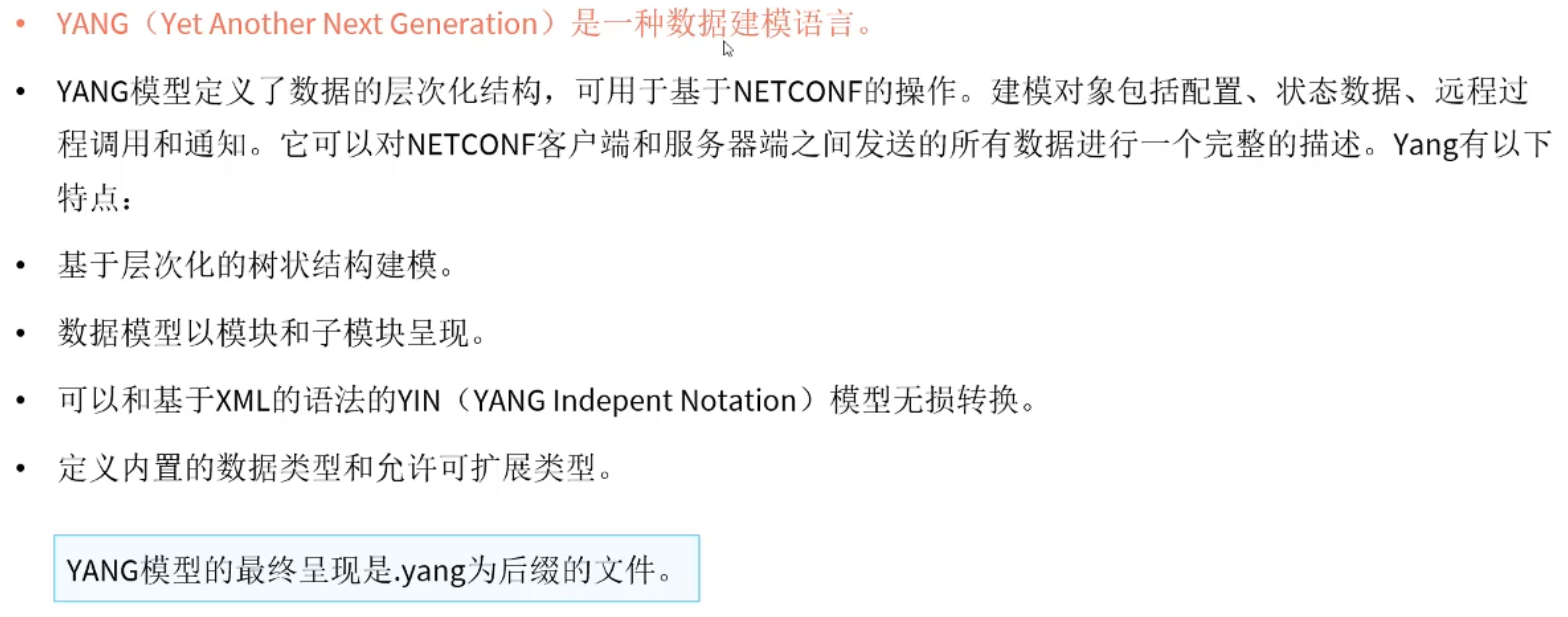 • YANG（Yet Another Next Generation）是一种数据建模语言。
• YANG模型定义了数据的层次化结构，可用于基于NETCONF的操作。建模对象包括配置、状态数据、远程过
程调用和通知。它可以对NETCONF客户端和服务器端之间发送的所有数据进行一个完整的描述。Yang有以下
特点：
• 基于层次化的树状结构建模。
• 数据模型以模块和子模块呈现。
• 可以和基于XML的语法的YIN（YANG Indepent Notation）模型无损转换。
• 定义内置的数据类型和允许可扩展类型。
YANG模型的最终呈现是.yang为后缀的文件。